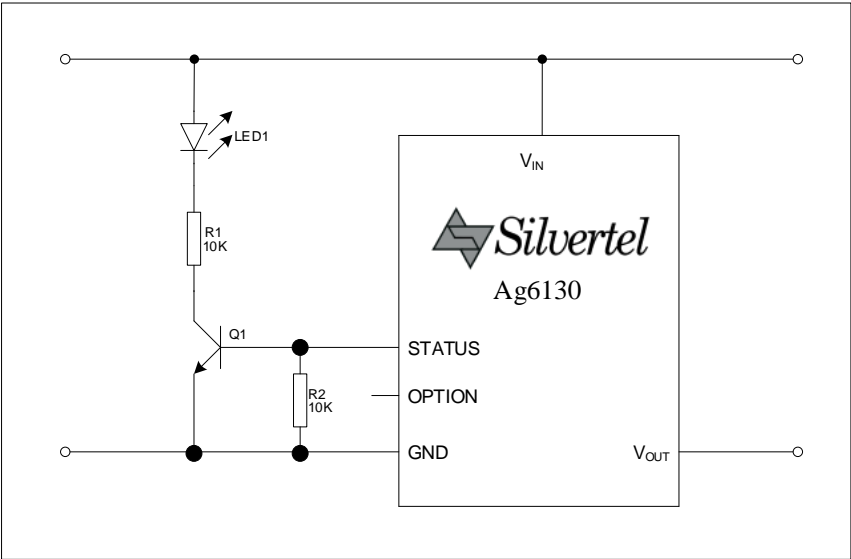 LED1
V_IN
R1
10K
Silvertel
Ag6130
Q1
STATUS
R2
10K
OPTION
GND
V_OUT